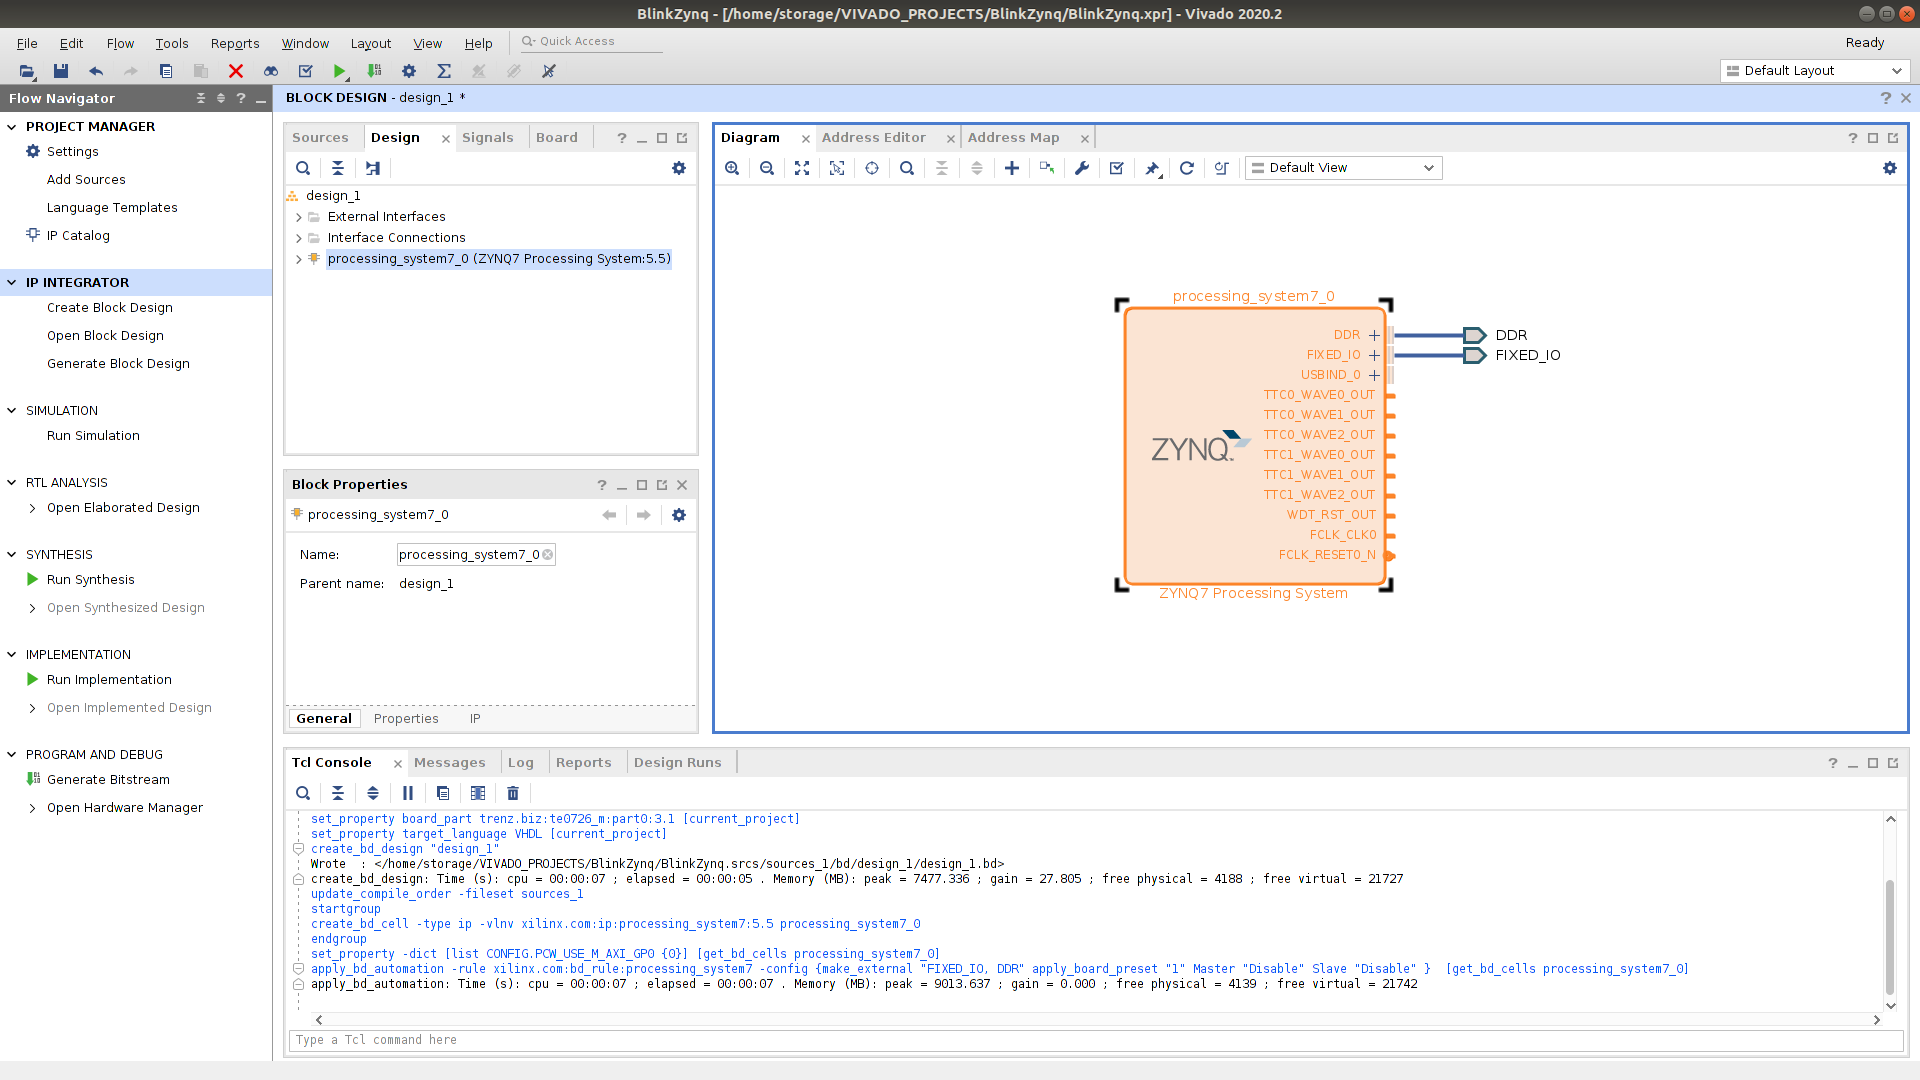 BlinkZynq - [/home/storage/VIVADO_PROJECTS/BlinkZynq/BlinkZynq.xpr] - Vivado 2020.2
File Edit Flow Tools Reports Window Layout View Help Quick Access Ready
Default Layout
Flow Navigator
PROJECT MANAGER
Settings
Add Sources
Language Templates
IP Catalog
IP INTEGRATOR
Create Block Design
Open Block Design
Generate Block Design
SIMULATION
Run Simulation
RTL ANALYSIS
Open Elaborated Design
SYNTHESIS
Run Synthesis
Open Synthesized Design
IMPLEMENTATION
Run Implementation
Open Implemented Design
PROGRAM AND DEBUG
Generate Bitstream
Open Hardware Manager
BLOCK DESIGN - design_1 *
Sources Design Signals Board
design_1
External Interfaces
Interface Connections
processing_system7_0 (ZYNQ7 Processing System:5.5)
Block Properties
processing_system7_0
Name: processing_system7_0
Parent name: design_1
General Properties IP
Diagram Address Editor Address Map
Default View
processing_system7_0
DDR
FIXED_IO
USBIND_0
TTC0_WAVE0_OUT
TTC0_WAVE1_OUT
TTC0_WAVE2_OUT
TTC1_WAVE0_OUT
TTC1_WAVE1_OUT
TTC1_WAVE2_OUT
WDT_RST_OUT
FCLK_CLK0
FCLK_RESET0_N
ZYNQ
ZYNQ7 Processing System
DDR
FIXED_IO
Tcl Console Messages Log Reports Design Runs
set_property board_part trenz.biz:te0726_m:part0:3.1 [current_project]
set_property target_language VHDL [current_project]
create_bd_design "design_1"
Wrote  : </home/storage/VIVADO_PROJECTS/BlinkZynq/BlinkZynq.srcs/sources_1/bd/design_1/design_1.bd>
create_bd_design: Time (s): cpu = 00:00:07 ; elapsed = 00:00:05 . Memory (MB): peak = 7477.336 ; gain = 27.805 ; free physical = 4188 ; free virtual = 21727
update_compile_order -fileset sources_1
startgroup
create_bd_cell -type ip -vlnv xilinx.com:ip:processing_system7:5.5 processing_system7_0
endgroup
set_property -dict [list CONFIG.PCW_USE_M_AXI_GP0 {0}] [get_bd_cells processing_system7_0]
apply_bd_automation -rule xilinx.com:bd_rule:processing_system7 -config {make_external "FIXED_IO, DDR" apply_board_preset "1" Master "Disable" Slave "Disable" }  [get_bd_cells processing_system7_0]
apply_bd_automation: Time (s): cpu = 00:00:07 ; elapsed = 00:00:07 . Memory (MB): peak = 9013.637 ; gain = 0.000 ; free physical = 4139 ; free virtual = 21742
Type a Tcl command here